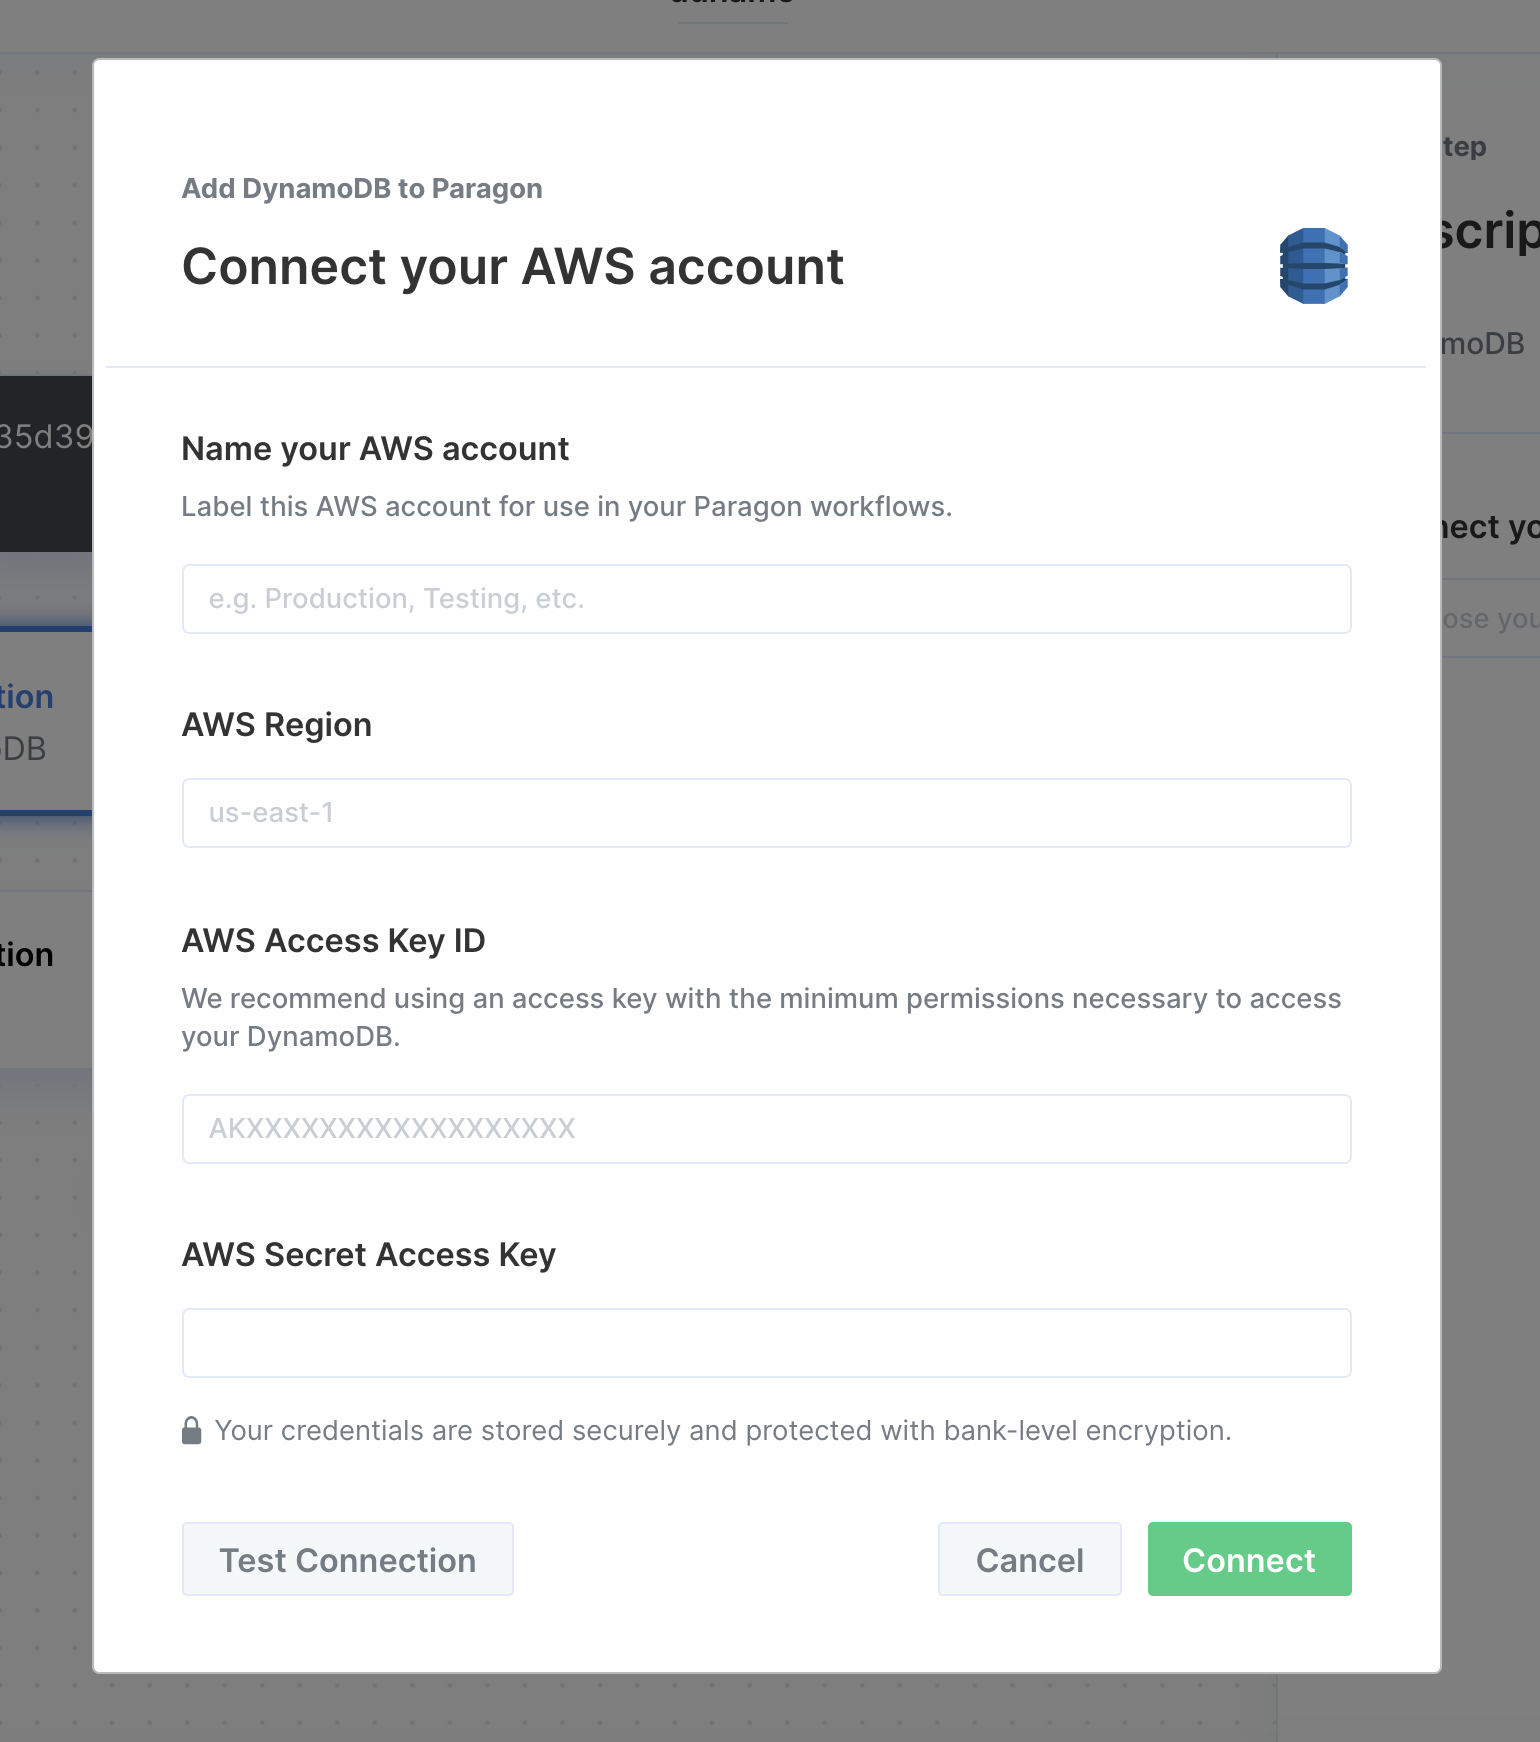 Add DynamoDB to Paragon
Connect your AWS account
Name your AWS account
Label this AWS account for use in your Paragon workflows.
e.g. Production, Testing, etc.
AWS Region
us-east-1
AWS Access Key ID
We recommend using an access key with the minimum permissions necessary to access
your DynamoDB.
AKXXXXXXXXXXXXXXXXXX
AWS Secret Access Key
Your credentials are stored securely and protected with bank-level encryption.
Test Connection
Cancel
Connect
35d39
tion
DB
tion
tep
scrip
moDB
nect yo
ose you